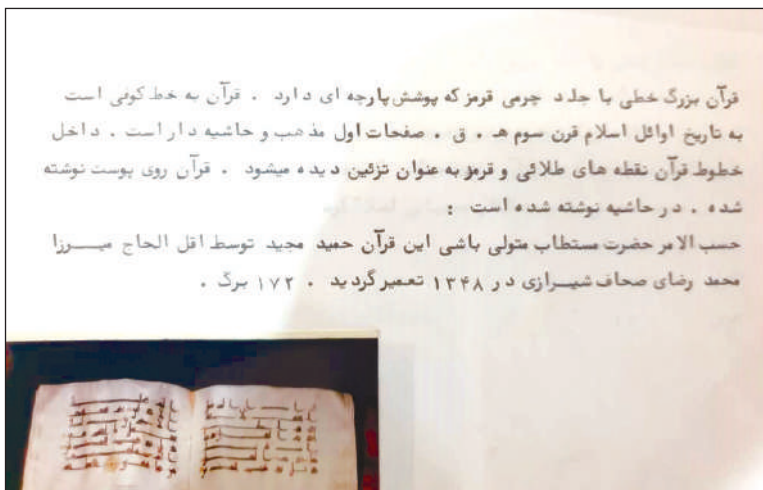 قرآن بزرگ خطی با جلد چرمی قرمز که پوشش پارچه ای دارد . قرآن به خط کوفی است
به تاریخ اوائل اسلام قرن سوم هـ . ق . صفحات اول مذهب و حاشیه دار است . داخل
خطوط قرآن نقطه های طلائی و قرمز به عنوان تزئین دیده میشود . قرآن روی پوست نوشته
شده . در حاشیه نوشته شده است :
حسب الامر حضرت مستطاب متولی باشی این قرآن حمید مجید توسط اقل الحاج میـــرزا
محمد رضای صحاف شیـــرازی در ۱۳۴۸ تعمیر گردید . ۱۷۲ برگ .